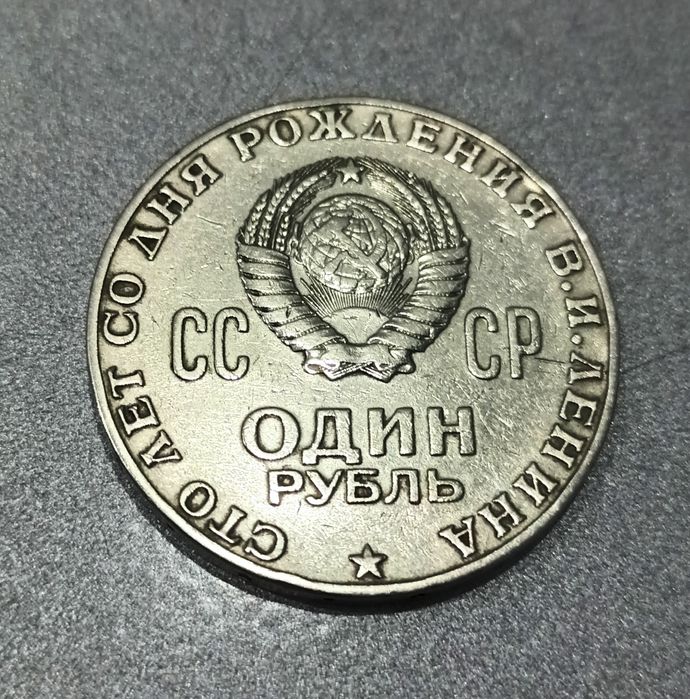 СТО ЛЕТ СО ДНЯ РОЖДЕНИЯ В.И.ЛЕНИНА
СС СР
ОДИН
РУБЛЬ